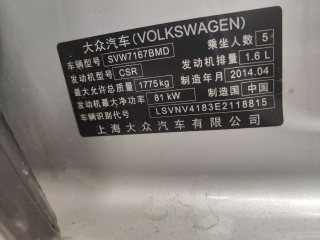 大众汽车(VOLKSWAGEN)
车辆型号 SVW7167BMD 乘坐人数 5
发动机型号 CSR 发动机排量 1.6 L
最大允许总质量 1775kg 制造年月 2014.04
发动机最大净功率 81 kW 制造国 中国
车辆识别代号 LSVNV4183E2118815
上海大众汽车有限公司